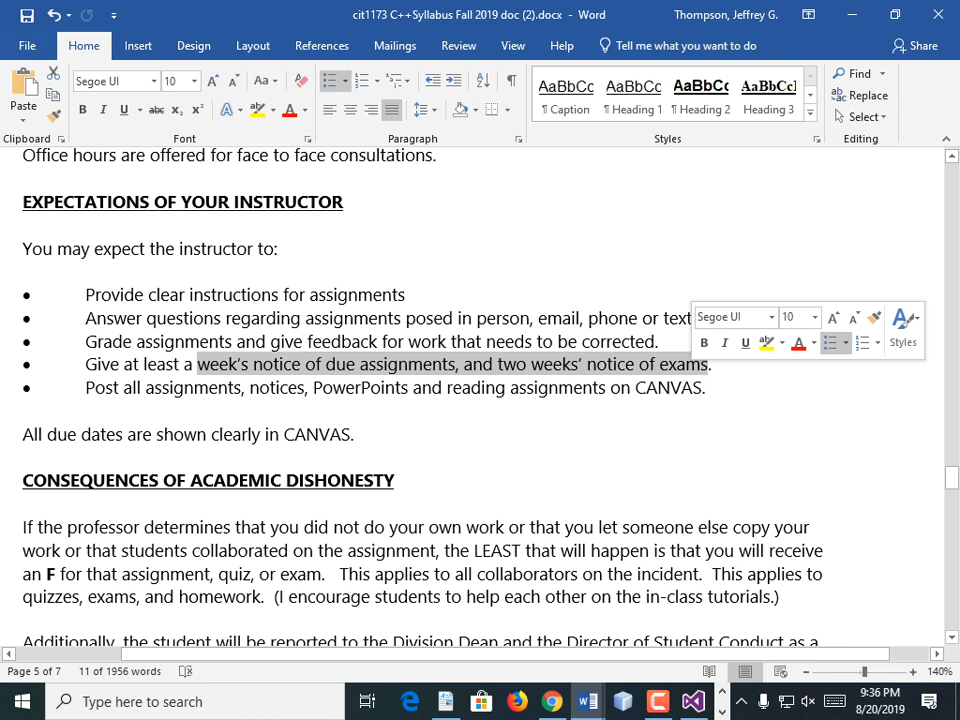 cit1173 C++Syllabus Fall 2019 doc (2).docx - Word
Thompson, Jeffrey G.
File Home Insert Design Layout References Mailings Review View Help Tell me what you want to do Share
Paste
Segoe UI 10
Aa
B I U abc X₂ X² A A
AaBbCc AaBbCc AaBbCc AaBbCcl
¶ Caption ¶ Heading 1 ¶ Heading 2 Heading 3
Find
Replace
Select
Clipboard Font Paragraph Styles Editing
Office hours are offered for face to face consultations.
EXPECTATIONS OF YOUR INSTRUCTOR
You may expect the instructor to:
• Provide clear instructions for assignments
• Answer questions regarding assignments posed in person, email, phone or text
• Grade assignments and give feedback for work that needs to be corrected.
• Give at least a week's notice of due assignments, and two weeks' notice of exams.
• Post all assignments, notices, PowerPoints and reading assignments on CANVAS.
Segoe UI 10
B I U A Styles
All due dates are shown clearly in CANVAS.
CONSEQUENCES OF ACADEMIC DISHONESTY
If the professor determines that you did not do your own work or that you let someone else copy your
work or that students collaborated on the assignment, the LEAST that will happen is that you will receive
an F for that assignment, quiz, or exam. This applies to all collaborators on the incident. This applies to
quizzes, exams, and homework. (I encourage students to help each other on the in-class tutorials.)
Additionally, the student will be reported to the Division Dean and the Director of Student Conduct as a
Page 5 of 7 11 of 1956 words 140%
Type here to search
9:36 PM
8/20/2019